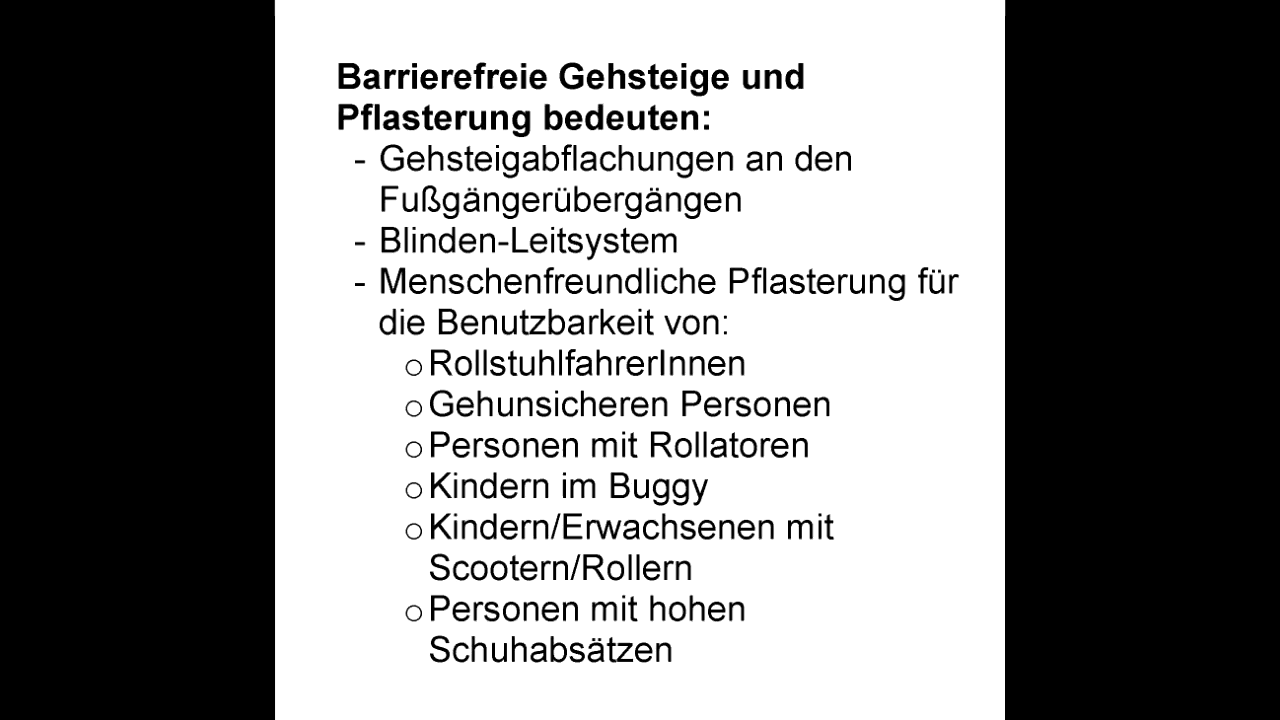 Barrierefreie Gehsteige und
Pflasterung bedeuten:
- Gehsteigabflachungen an den
Fußgängerübergängen
- Blinden-Leitsystem
- Menschenfreundliche Pflasterung für
die Benutzbarkeit von:
○ RollstuhlfahrerInnen
○ Gehunsicheren Personen
○ Personen mit Rollatoren
○ Kindern im Buggy
○ Kindern/Erwachsenen mit
Scootern/Rollern
○ Personen mit hohen
Schuhabsätzen